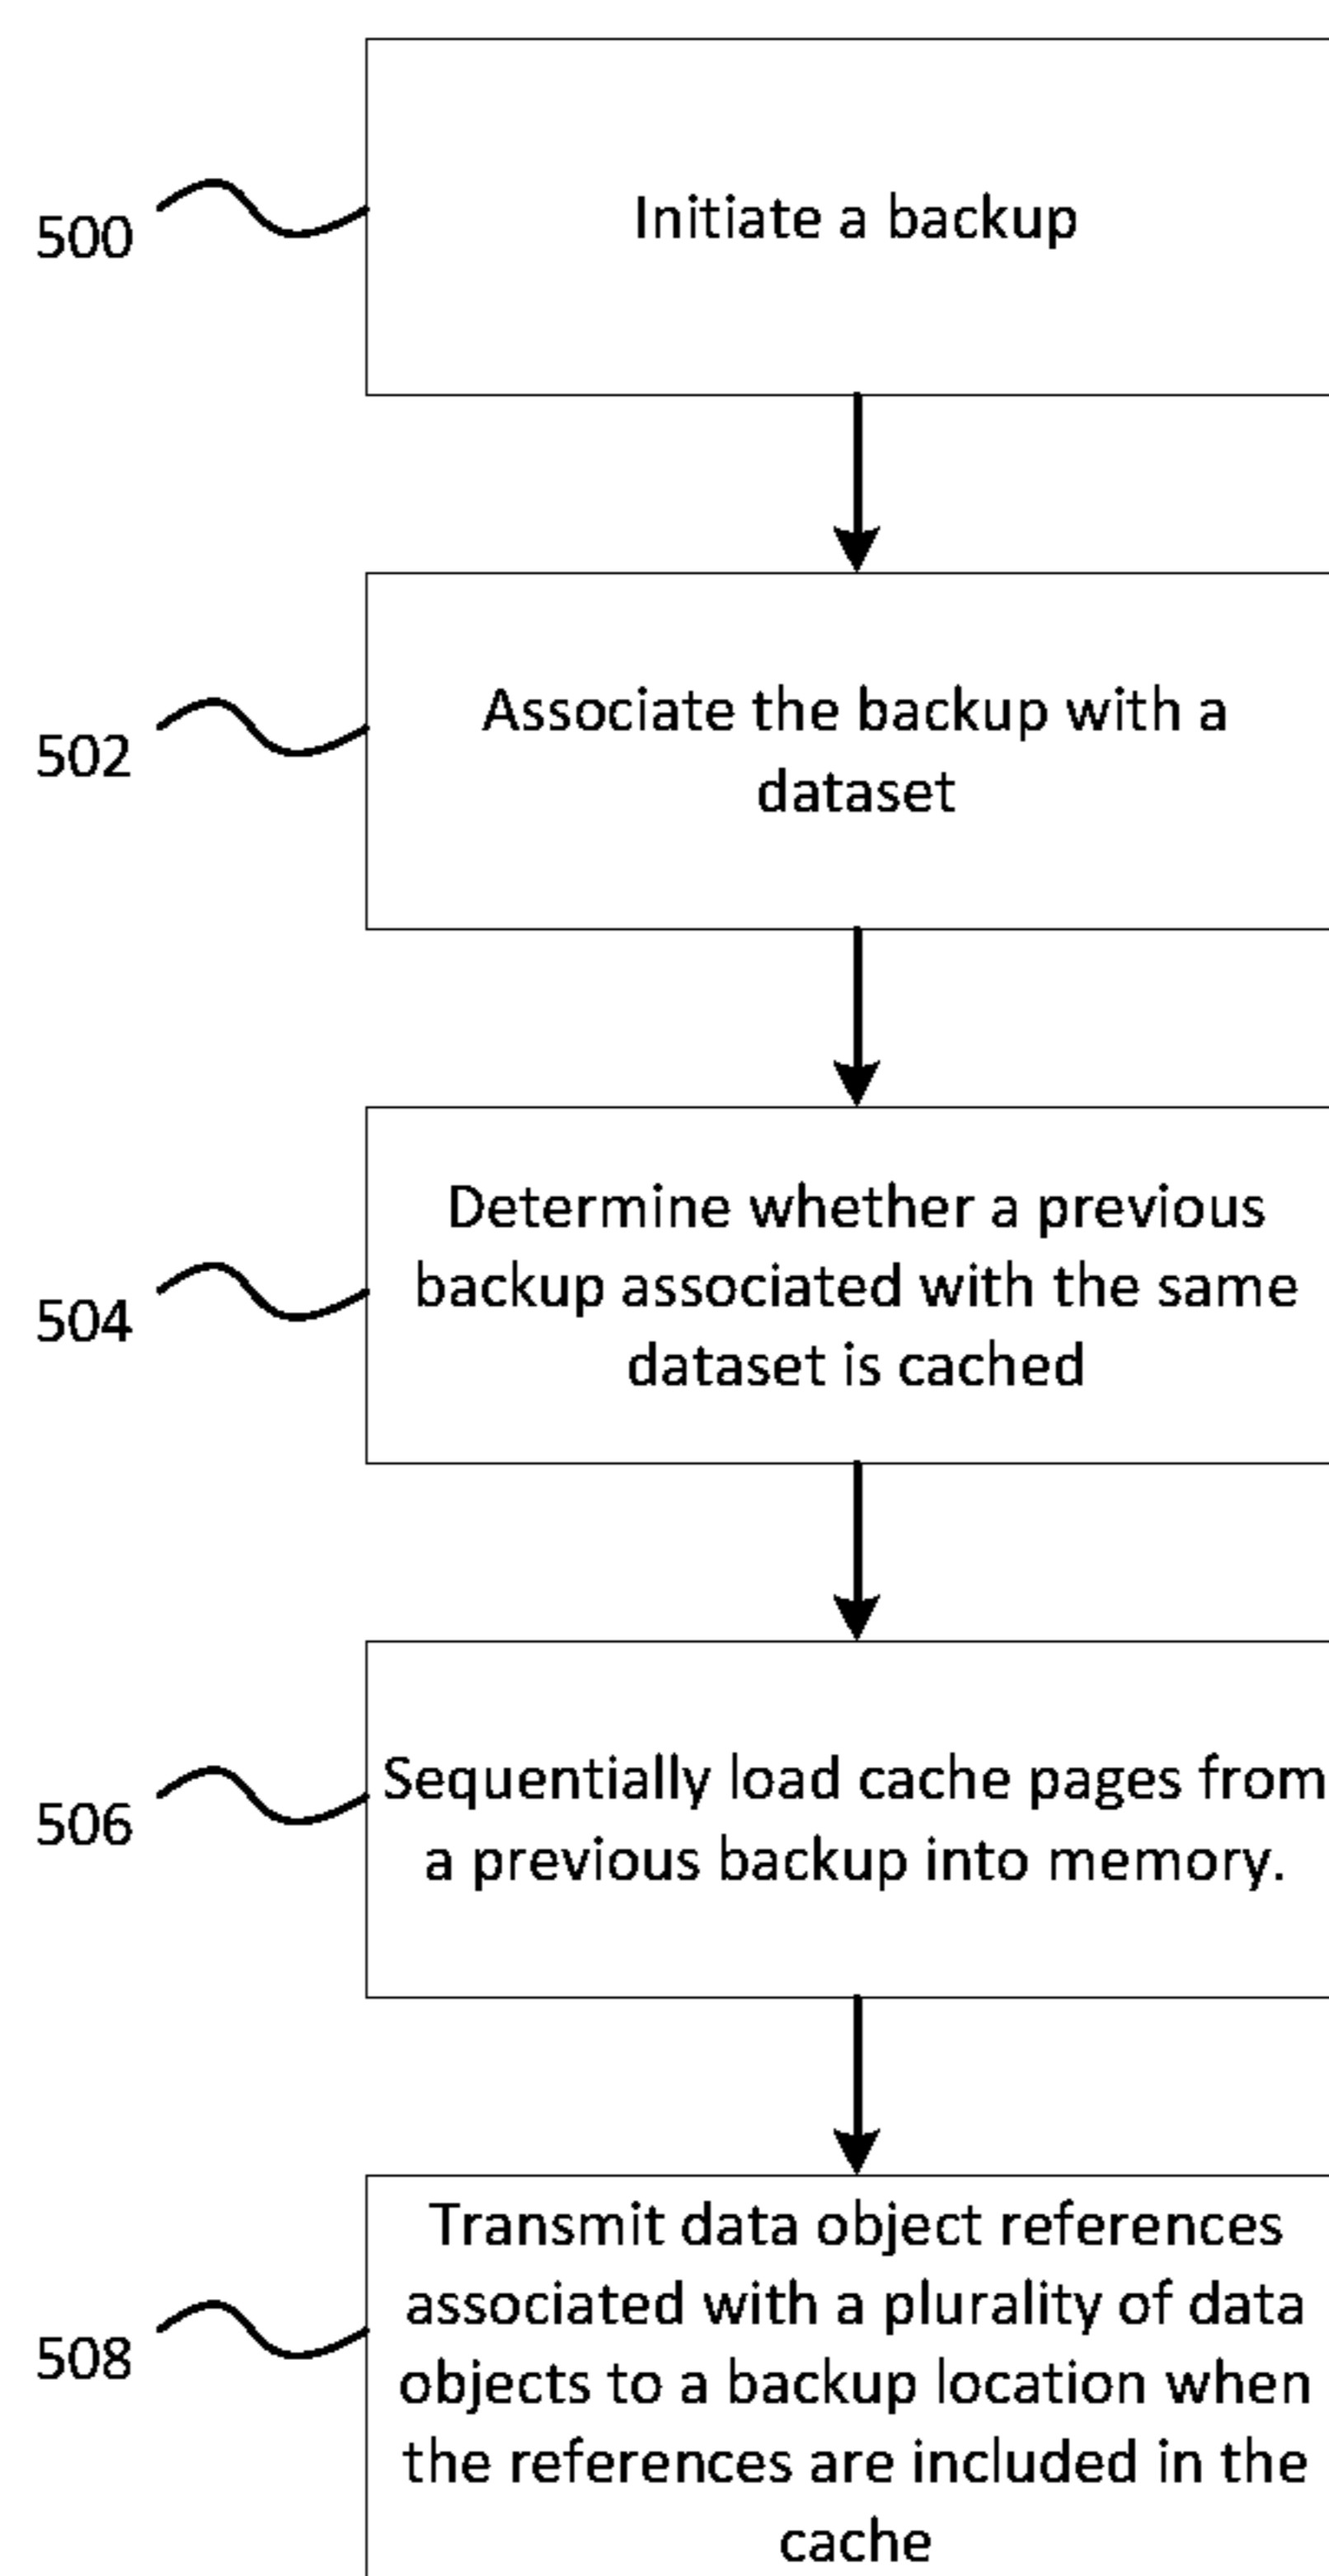 500
Initiate a backup
502
Associate the backup with a
dataset
504
Determine whether a previous
backup associated with the same
dataset is cached
506
Sequentially load cache pages from
a previous backup into memory.
508
Transmit data object references
associated with a plurality of data
objects to a backup location when
the references are included in the
cache